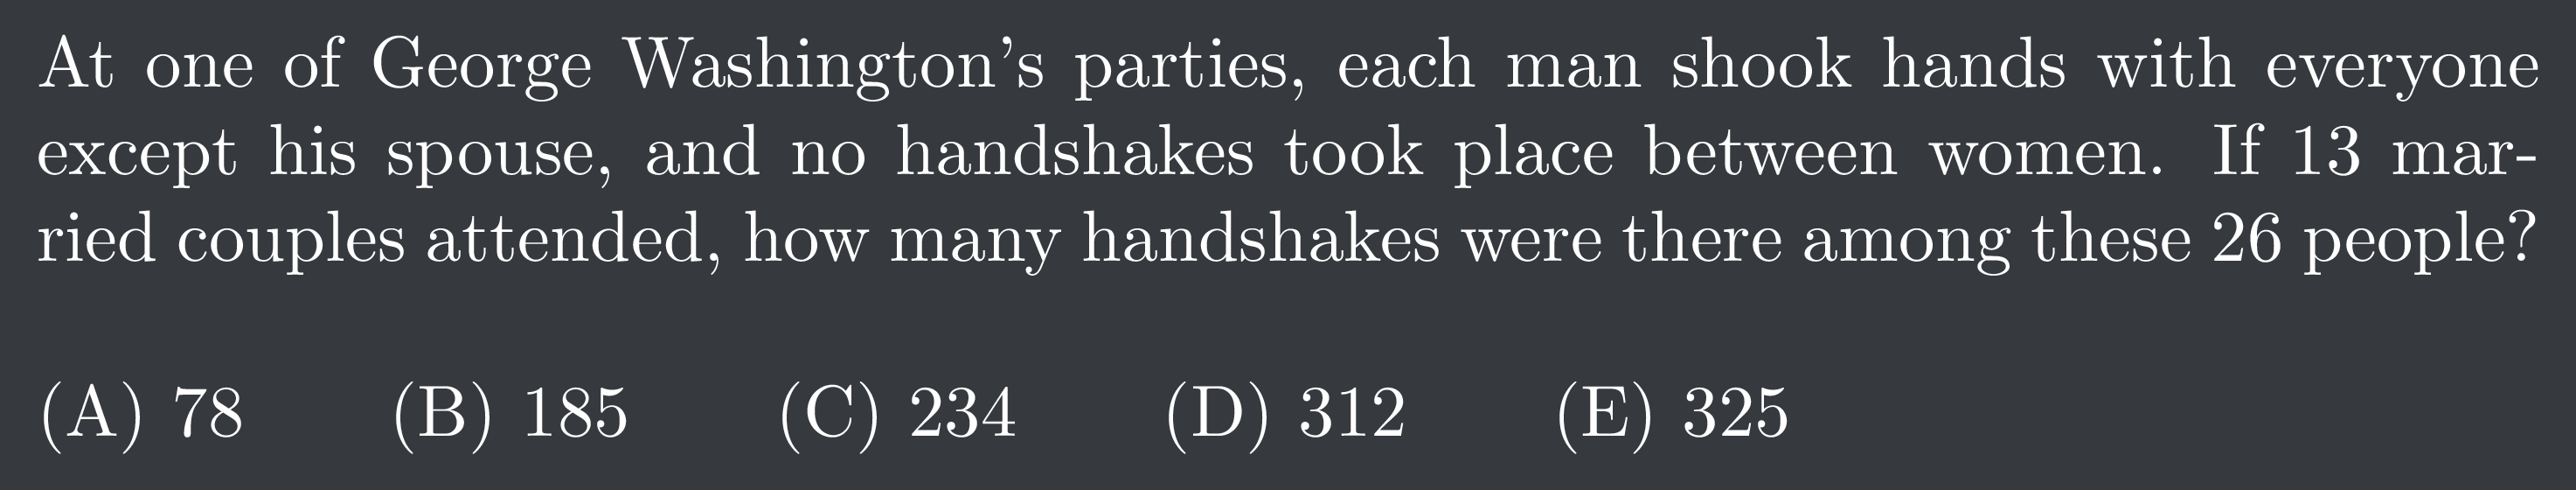 At one of George Washington's parties, each man shook hands with everyone
except his spouse, and no handshakes took place between women. If 13 mar-
ried couples attended, how many handshakes were there among these 26 people?
(A) 78 (B) 185 (C) 234 (D) 312 (E) 325